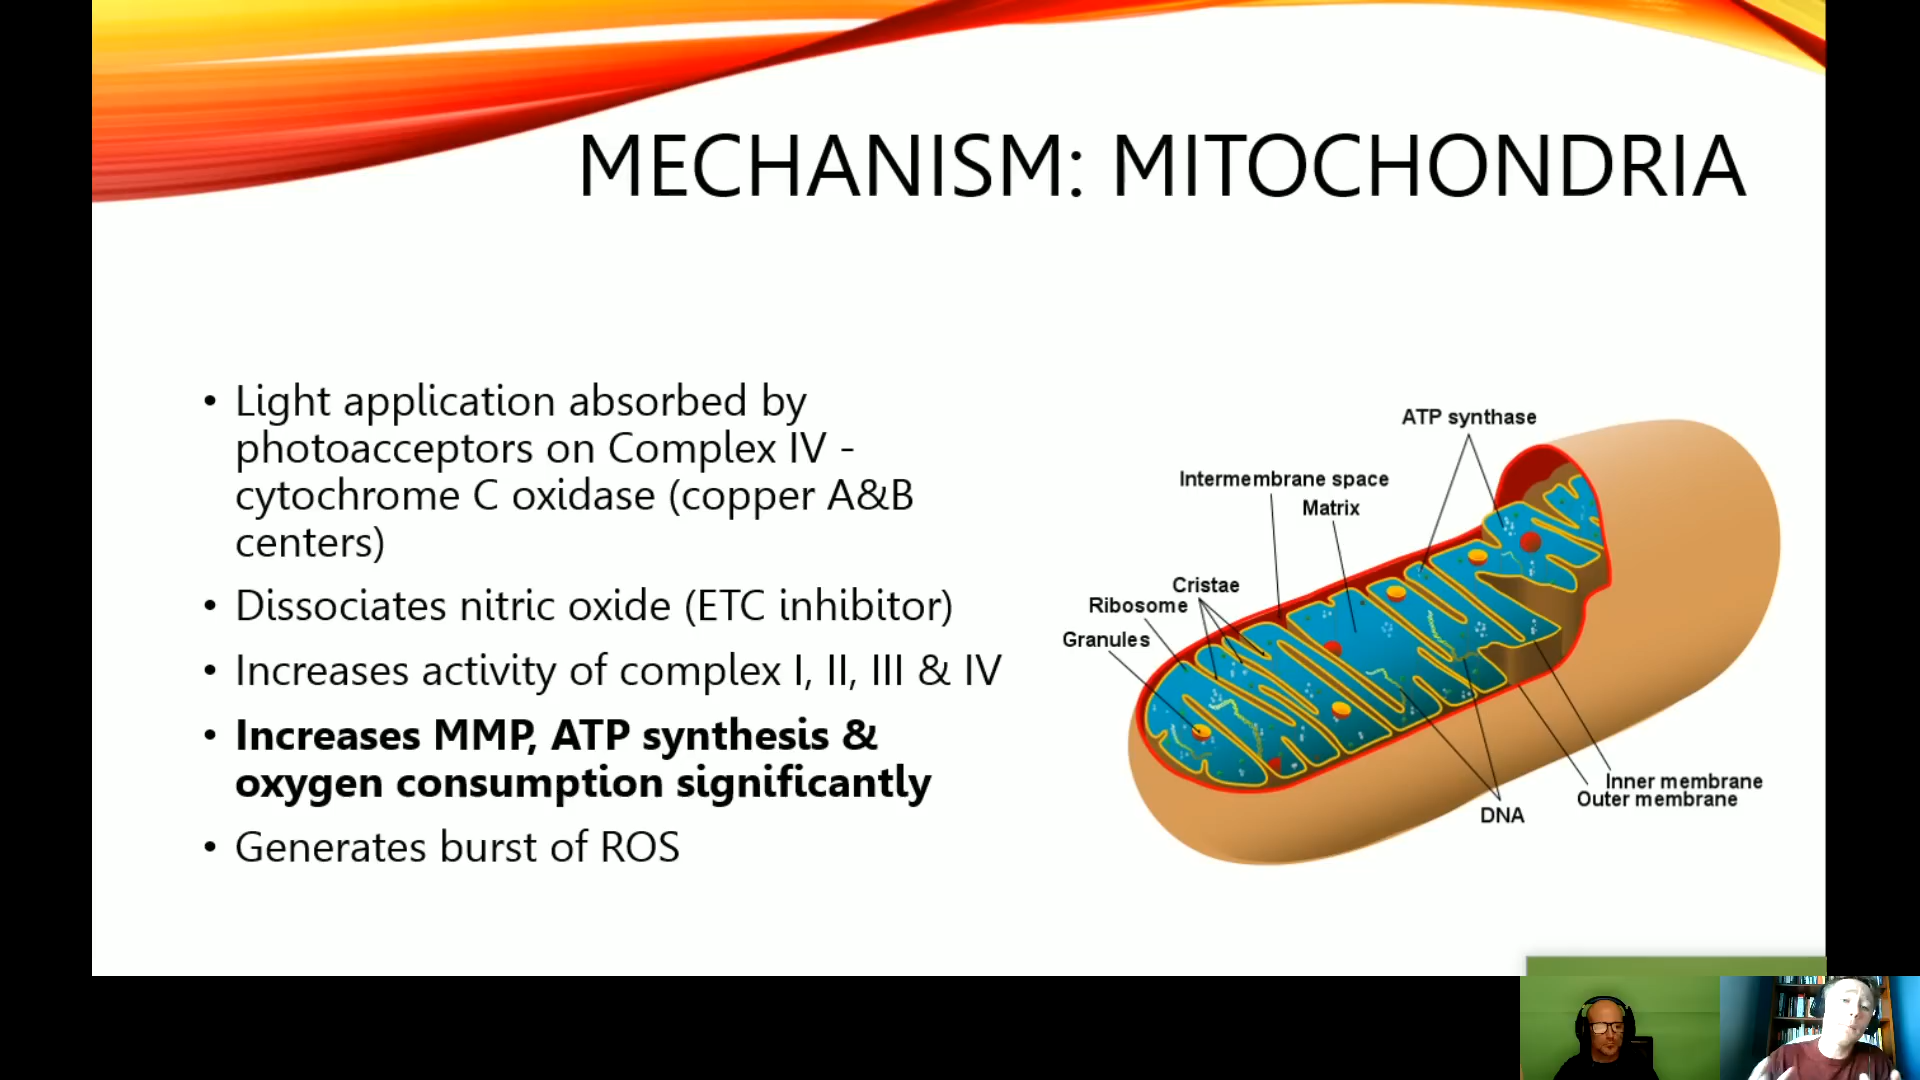 MECHANISM: MITOCHONDRIA
• Light application absorbed by
photoacceptors on Complex IV -
cytochrome C oxidase (copper A&B
centers)
• Dissociates nitric oxide (ETC inhibitor)
• Increases activity of complex I, II, III & IV
• Increases MMP, ATP synthesis &
oxygen consumption significantly
• Generates burst of ROS
ATP synthase
Intermembrane space
Matrix
Cristae
Ribosome
Granules
Inner membrane
Outer membrane
DNA